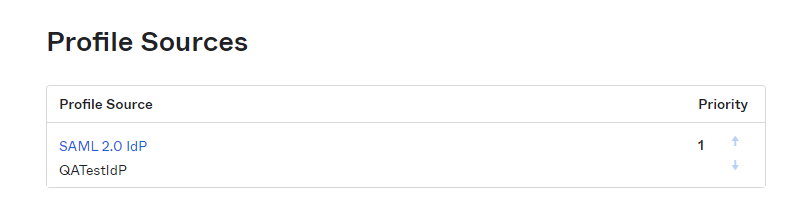 Profile Sources
Profile Source Priority
SAML 2.0 IdP 1
QATestIdP